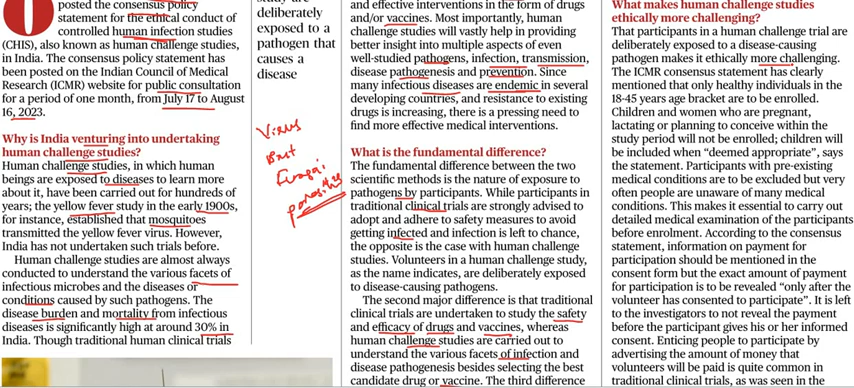 posted the consensus policy
statement for the ethical conduct of
controlled human infection studies
(CHIS), also known as human challenge studies,
in India. The consensus policy statement has
been posted on the Indian Council of Medical
Research (ICMR) website for public consultation
for a period of one month, from July 17 to August
16, 2023.
Why is India venturing into undertaking
human challenge studies?
Human challenge studies, in which human
beings are exposed to diseases to learn more
about it, have been carried out for hundreds of
years; the yellow fever study in the early 1900s,
for instance, established that mosquitoes
transmitted the yellow fever virus. However,
India has not undertaken such trials before.
Human challenge studies are almost always
conducted to understand the various facets of
infectious microbes and the diseases or
conditions caused by such pathogens. The
disease burden and mortality from infectious
diseases is significantly high at around 30% in
India. Though traditional human clinical trials
study are
deliberately
exposed to a
pathogen that
causes a
disease
Virus
Bact
Fungi
parasites
and effective interventions in the form of drugs
and/or vaccines. Most importantly, human
challenge studies will vastly help in providing
better insight into multiple aspects of even
well-studied pathogens, infection, transmission,
disease pathogenesis and prevention. Since
many infectious diseases are endemic in several
developing countries, and resistance to existing
drugs is increasing, there is a pressing need to
find more effective medical interventions.
What is the fundamental difference?
The fundamental difference between the two
scientific methods is the nature of exposure to
pathogens by participants. While participants in
traditional clinical trials are strongly advised to
adopt and adhere to safety measures to avoid
getting infected and infection is left to chance,
the opposite is the case with human challenge
studies. Volunteers in a human challenge study,
as the name indicates, are deliberately exposed
to disease-causing pathogens.
The second major difference is that traditional
clinical trials are undertaken to study the safety
and efficacy of drugs and vaccines, whereas
human challenge studies are carried out to
understand the various facets of infection and
disease pathogenesis besides selecting the best
candidate drug or vaccine. The third difference
What makes human challenge studies
ethically more challenging?
That participants in a human challenge trial are
deliberately exposed to a disease-causing
pathogen makes it ethically more challenging.
The ICMR consensus statement has clearly
mentioned that only healthy individuals in the
18-45 years age bracket are to be enrolled.
Children and women who are pregnant,
lactating or planning to conceive within the
study period will not be enrolled; children will
be included when “deemed appropriate”, says
the statement. Participants with pre-existing
medical conditions are to be excluded but very
often people are unaware of many medical
conditions. This makes it essential to carry out
detailed medical examination of the participants
before enrolment. According to the consensus
statement, information on payment for
participation should be mentioned in the
consent form but the exact amount of payment
for participation is to be revealed “only after the
volunteer has consented to participate”. It is left
to the investigators to not reveal the payment
before the participant gives his or her informed
consent. Enticing people to participate by
advertising the amount of money that
volunteers will be paid is quite common in
traditional clinical trials, as was seen in the